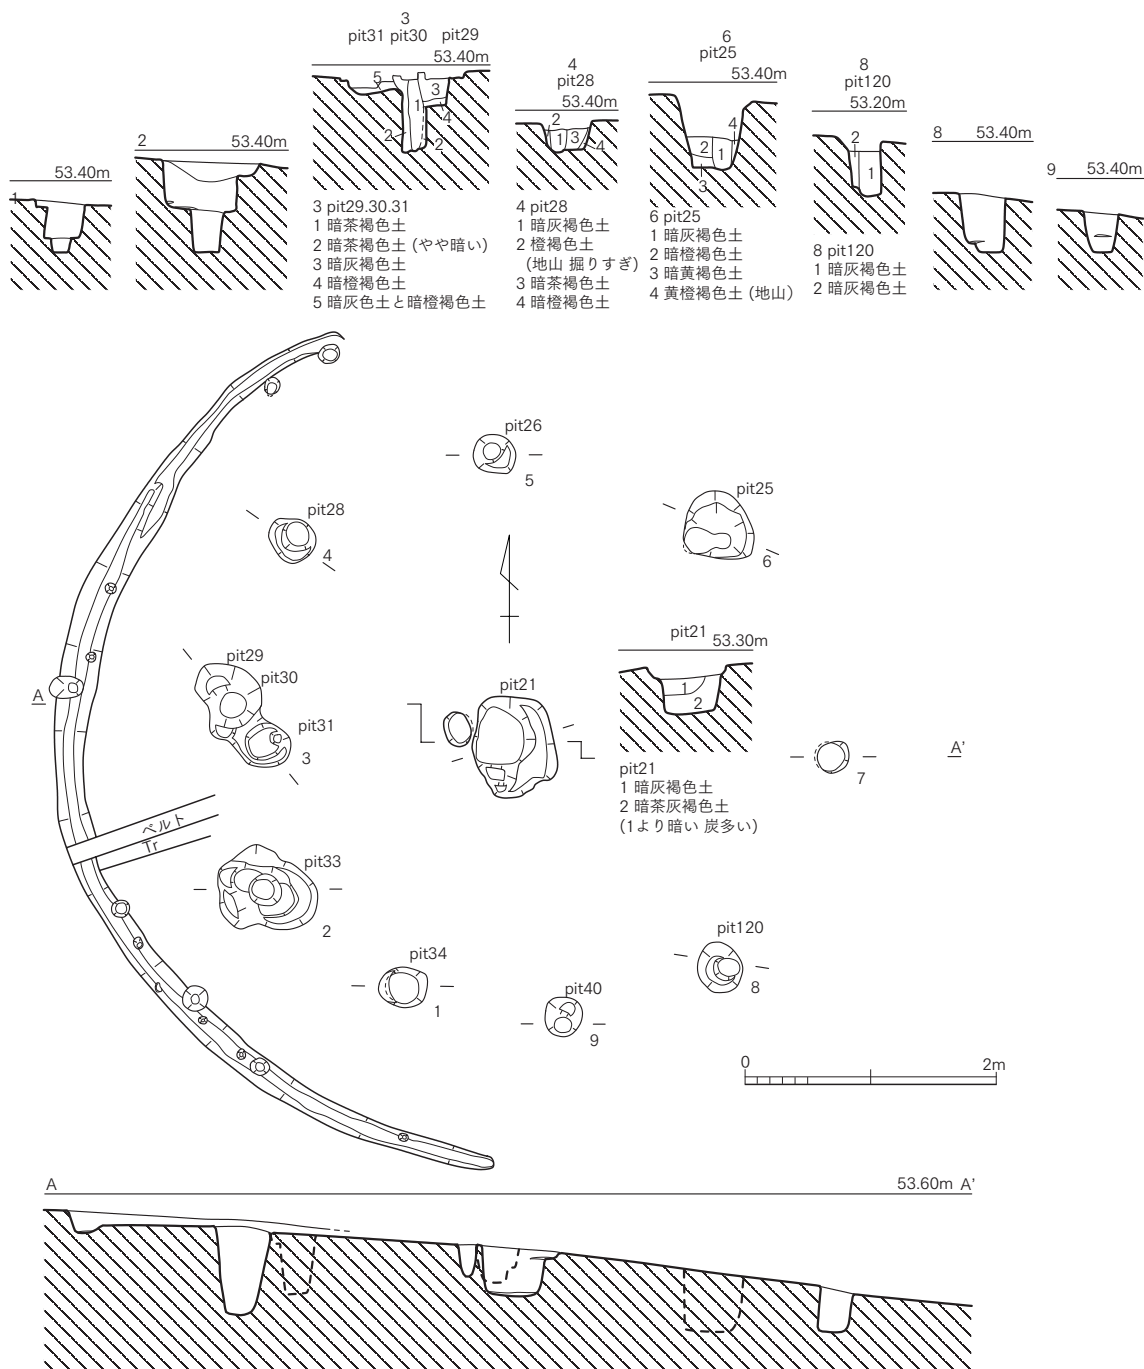 3
pit31 pit30 pit29
53.40m
5
3
1
4
2
2
3 pit29.30.31
1 暗茶褐色土
2 暗茶褐色土 (やや暗い)
3 暗灰褐色土
4 暗橙褐色土
5 暗灰色土と暗橙褐色土
4
pit28
53.40m
2
1 3
4
4 pit28
1 暗灰褐色土
2 橙褐色土
(地山 掘りすぎ)
3 暗茶褐色土
4 暗橙褐色土
6
pit25
53.40m
4
2 1
3
6 pit25
1 暗灰褐色土
2 暗橙褐色土
3 暗黄褐色土
4 黄橙褐色土 (地山)
8
pit120
53.20m
2
1
8 pit120
1 暗灰褐色土
2 暗灰褐色土
8 53.40m
9 53.40m
2 53.40m
53.40m
1
pit26
5
pit25
6
pit28
4
pit29
pit30
pit31
3
A
pit21
pit21
53.30m
1
2
pit21
1 暗灰褐色土
2 暗茶灰褐色土
(1より暗い 炭多い)
7
A'
ベルト
Tr
pit33
2
pit34
1
pit40
9
pit120
8
0 2m
A 53.60m A'